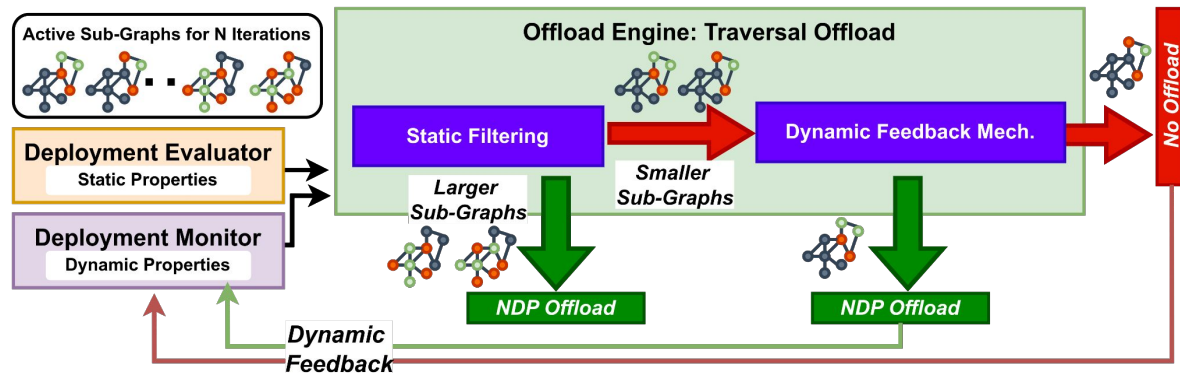 Active Sub-Graphs for N Iterations
Offload Engine: Traversal Offload
Static Filtering
Dynamic Feedback Mech.
No Offload
Deployment Evaluator
Static Properties
Larger
Sub-Graphs
Smaller
Sub-Graphs
Deployment Monitor
Dynamic Properties
NDP Offload
NDP Offload
Dynamic
Feedback